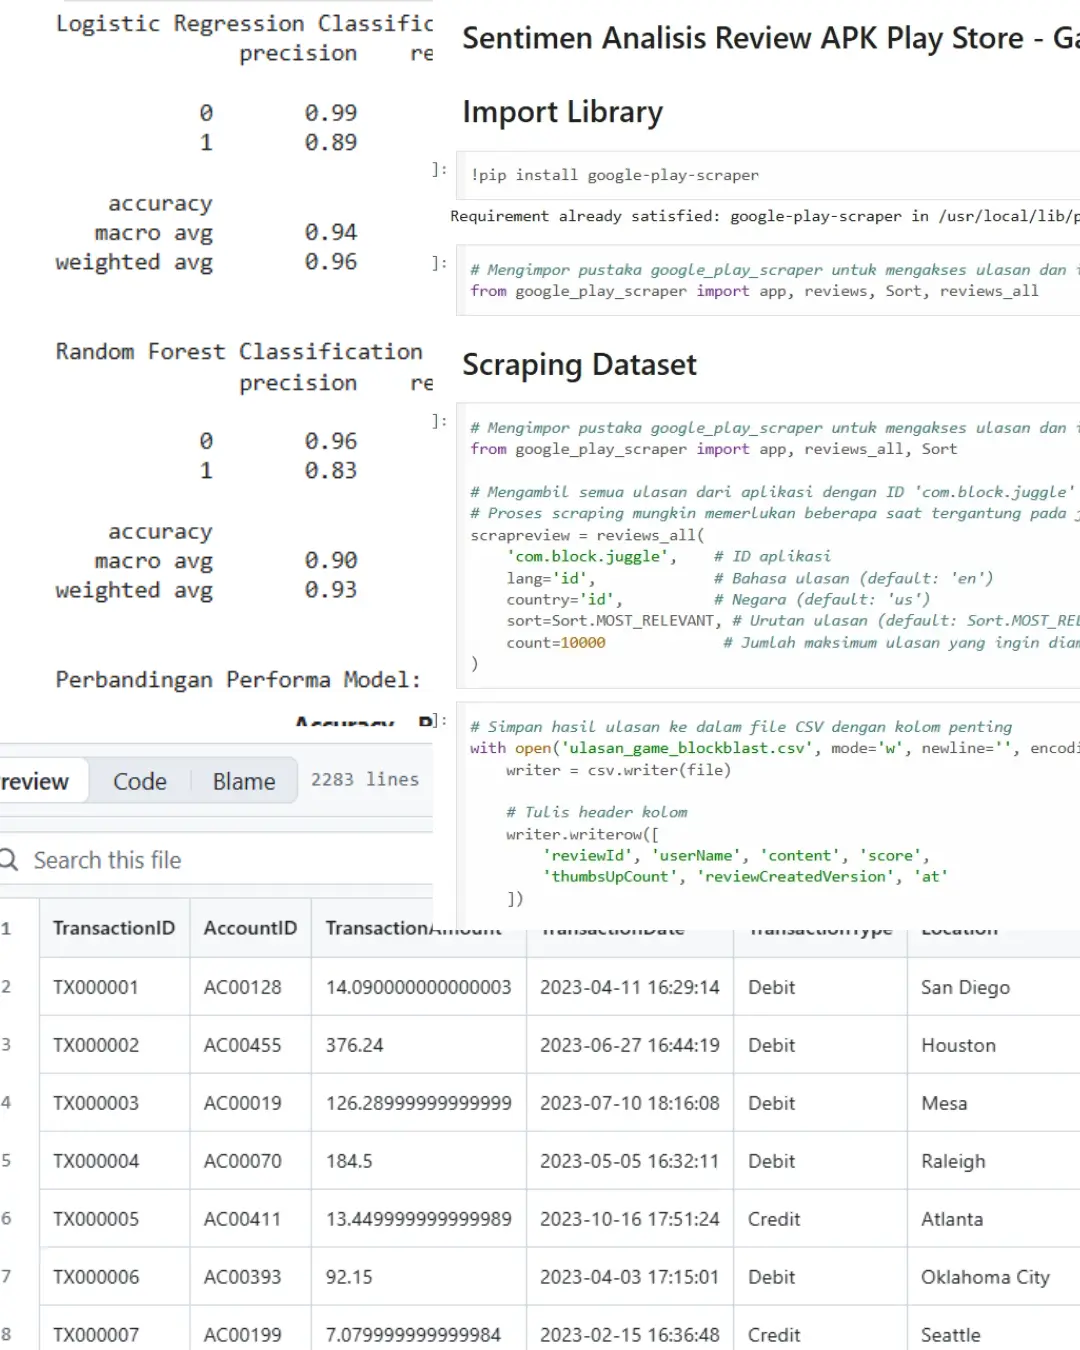 Logistic Regression Classific
precision re
0 0.99
1 0.89
accuracy
macro avg 0.94
weighted avg 0.96
Random Forest Classification
precision re
0 0.96
1 0.83
accuracy
macro avg 0.90
weighted avg 0.93
Perbandingan Performa Model:
Accuracy
Sentimen Analisis Review APK Play Store - Ga
Import Library
]: !pip install google-play-scraper
Requirement already satisfied: google-play-scraper in /usr/local/lib/p
]: # Mengimpor pustaka google_play_scraper untuk mengakses ulasan dan i
from google_play_scraper import app, reviews, Sort, reviews_all
Scraping Dataset
]: # Mengimpor pustaka google_play_scraper untuk mengakses ulasan dan i
from google_play_scraper import app, reviews_all, Sort
# Mengambil semua ulasan dari aplikasi dengan ID 'com.block.juggle'
# Proses scraping mungkin memerlukan beberapa saat tergantung pada j
scrapreview = reviews_all(
'com.block.juggle', # ID aplikasi
lang='id', # Bahasa ulasan (default: 'en')
country='id', # Negara (default: 'us')
sort=Sort.MOST_RELEVANT, # Urutan ulasan (default: Sort.MOST_REL
count=10000 # Jumlah maksimum ulasan yang ingin diam
)
]: # Simpan hasil ulasan ke dalam file CSV dengan kolom penting
with open('ulasan_game_blockblast.csv', mode='w', newline='', encodi
writer = csv.writer(file)
# Tulis header kolom
writer.writerow([
'reviewId', 'userName', 'content', 'score',
'thumbsUpCount', 'reviewCreatedVersion', 'at'
])
review Code Blame 2283 lines
Search this file
1 TransactionID AccountID TransactionAmount TransactionDate TransactionType Location
2 TX000001 AC00128 14.090000000000003 2023-04-11 16:29:14 Debit San Diego
3 TX000002 AC00455 376.24 2023-06-27 16:44:19 Debit Houston
4 TX000003 AC00019 126.28999999999999 2023-07-10 18:16:08 Debit Mesa
5 TX000004 AC00070 184.5 2023-05-05 16:32:11 Debit Raleigh
6 TX000005 AC00411 13.449999999999989 2023-10-16 17:51:24 Credit Atlanta
7 TX000006 AC00393 92.15 2023-04-03 17:15:01 Debit Oklahoma City
8 TX000007 AC00199 7.079999999999984 2023-02-15 16:36:48 Credit Seattle